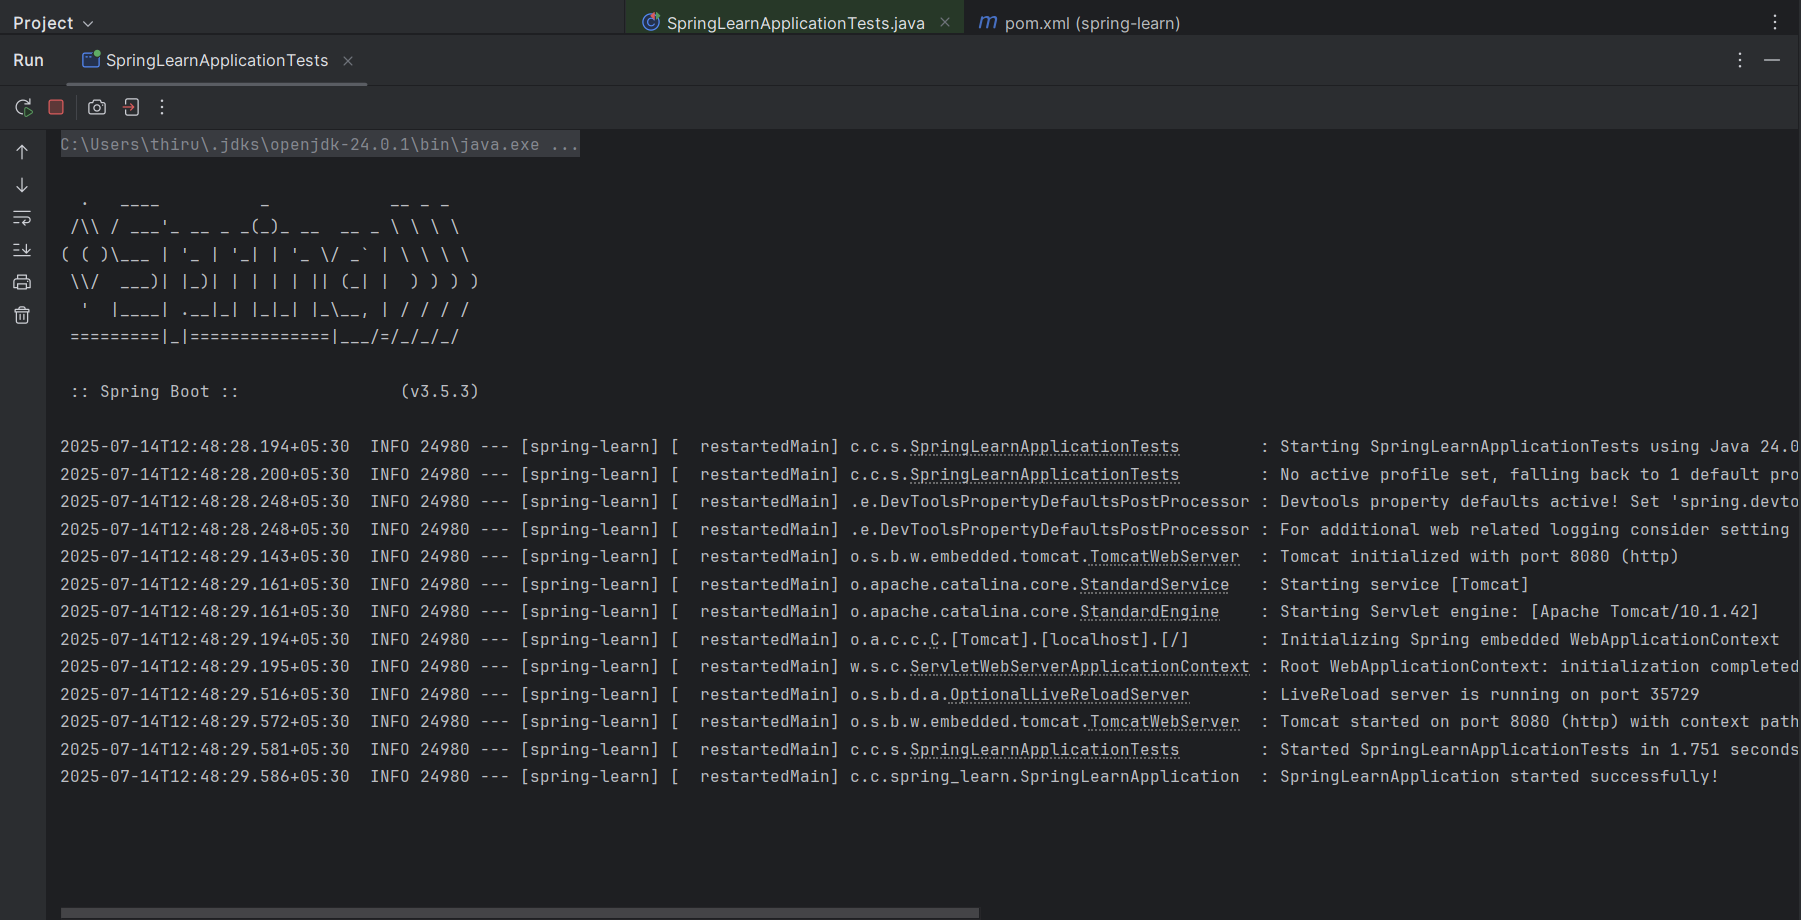 Project
SpringLearnApplicationTests.java
m pom.xml (spring-learn)
Run
SpringLearnApplicationTests
C:\Users\thiru\.jdks\openjdk-24.0.1\bin\java.exe ...
  .   ____          _            __ _ _
 /\\ / ___'_ __ _ _(_)_ __  __ _ \ \ \ \
( ( )\___ | '_ | '_| | '_ \/ _` | \ \ \ \
 \\/  ___)| |_)| | | | | || (_| |  ) ) ) )
  '  |____| .__|_| |_|_| |_\__, | / / / /
 =========|_|==============|___/=/_/_/_/
 :: Spring Boot ::                (v3.5.3)
2025-07-14T12:48:28.194+05:30  INFO 24980 --- [spring-learn] [  restartedMain] c.c.s.SpringLearnApplicationTests        : Starting SpringLearnApplicationTests using Java 24.0
2025-07-14T12:48:28.200+05:30  INFO 24980 --- [spring-learn] [  restartedMain] c.c.s.SpringLearnApplicationTests        : No active profile set, falling back to 1 default pro
2025-07-14T12:48:28.248+05:30  INFO 24980 --- [spring-learn] [  restartedMain] .e.DevToolsPropertyDefaultsPostProcessor : Devtools property defaults active! Set 'spring.devto
2025-07-14T12:48:28.248+05:30  INFO 24980 --- [spring-learn] [  restartedMain] .e.DevToolsPropertyDefaultsPostProcessor : For additional web related logging consider setting
2025-07-14T12:48:29.143+05:30  INFO 24980 --- [spring-learn] [  restartedMain] o.s.b.w.embedded.tomcat.TomcatWebServer  : Tomcat initialized with port 8080 (http)
2025-07-14T12:48:29.161+05:30  INFO 24980 --- [spring-learn] [  restartedMain] o.apache.catalina.core.StandardService   : Starting service [Tomcat]
2025-07-14T12:48:29.161+05:30  INFO 24980 --- [spring-learn] [  restartedMain] o.apache.catalina.core.StandardEngine    : Starting Servlet engine: [Apache Tomcat/10.1.42]
2025-07-14T12:48:29.194+05:30  INFO 24980 --- [spring-learn] [  restartedMain] o.a.c.c.C.[Tomcat].[localhost].[/]       : Initializing Spring embedded WebApplicationContext
2025-07-14T12:48:29.195+05:30  INFO 24980 --- [spring-learn] [  restartedMain] w.s.c.ServletWebServerApplicationContext : Root WebApplicationContext: initialization completed
2025-07-14T12:48:29.516+05:30  INFO 24980 --- [spring-learn] [  restartedMain] o.s.b.d.a.OptionalLiveReloadServer       : LiveReload server is running on port 35729
2025-07-14T12:48:29.572+05:30  INFO 24980 --- [spring-learn] [  restartedMain] o.s.b.w.embedded.tomcat.TomcatWebServer  : Tomcat started on port 8080 (http) with context path
2025-07-14T12:48:29.581+05:30  INFO 24980 --- [spring-learn] [  restartedMain] c.c.s.SpringLearnApplicationTests        : Started SpringLearnApplicationTests in 1.751 seconds
2025-07-14T12:48:29.586+05:30  INFO 24980 --- [spring-learn] [  restartedMain] c.c.spring_learn.SpringLearnApplication  : SpringLearnApplication started successfully!